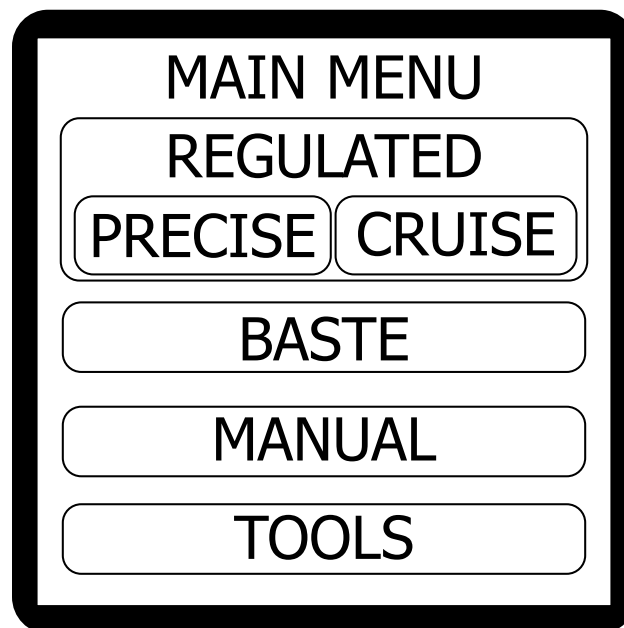 MAIN MENU
REGULATED
PRECISE CRUISE
BASTE
MANUAL
TOOLS